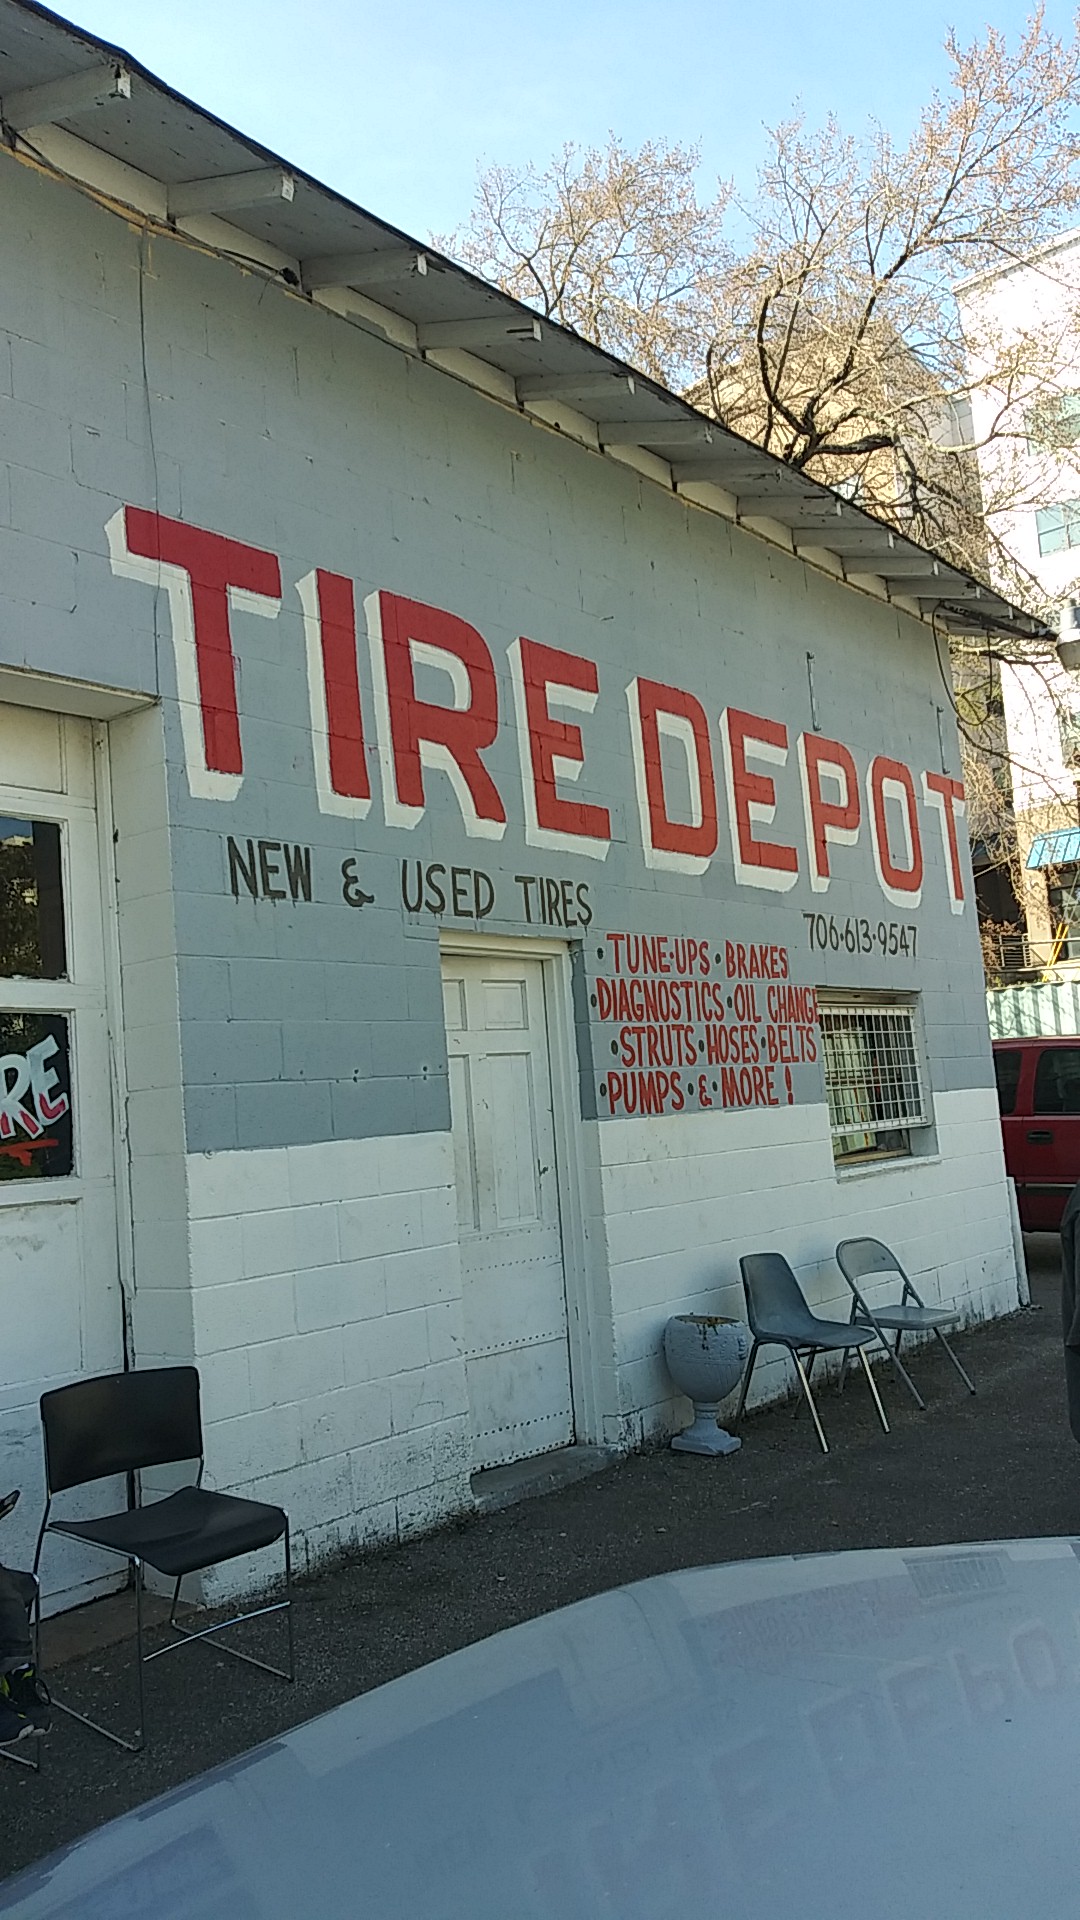 TIRE DEPOT
NEW & USED TIRES
706•613•9547
•TUNE-UPS•BRAKES
•DIAGNOSTICS•OIL CHANGE
•STRUTS•HOSES•BELTS
•PUMPS•&•MORE!
RE